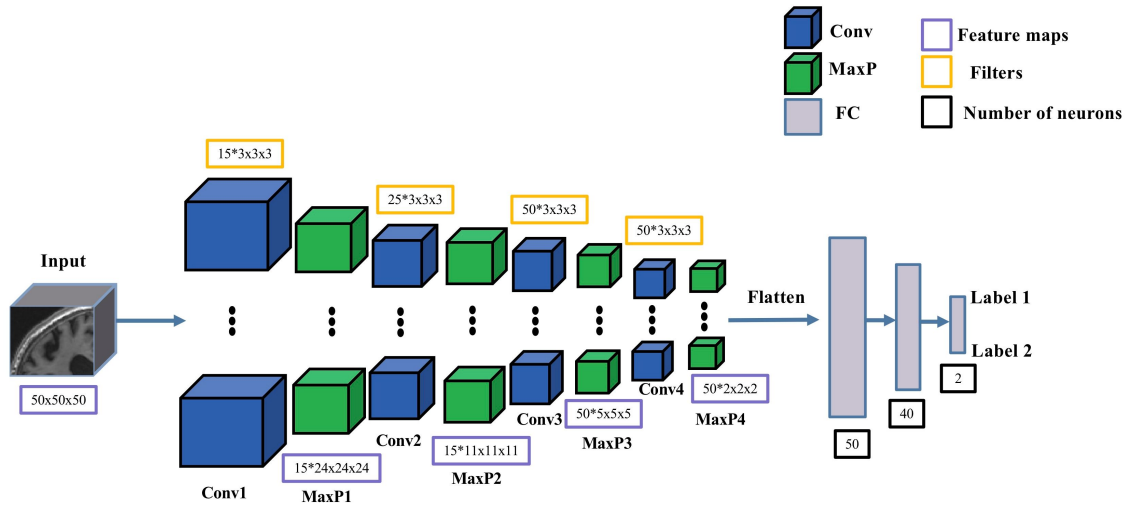 Conv
Feature maps
MaxP
Filters
FC
Number of neurons
15*3x3x3
25*3x3x3
50*3x3x3
50*3x3x3
Input
Flatten
Label 1
Label 2
50x50x50
2
40
50
Conv1
15*24x24x24
MaxP1
Conv2
15*11x11x11
MaxP2
Conv3
50*5x5x5
MaxP3
Conv4
50*2x2x2
MaxP4